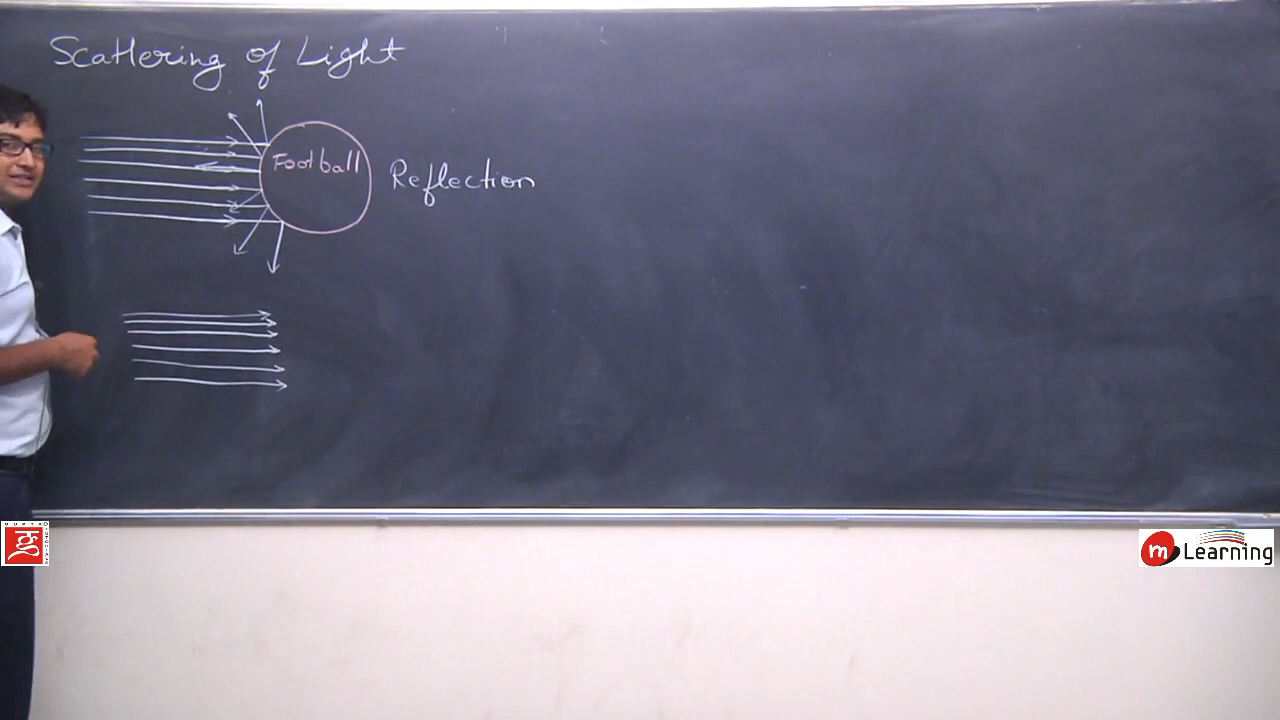 Scattering of Light
Football
Reflection
m Learning